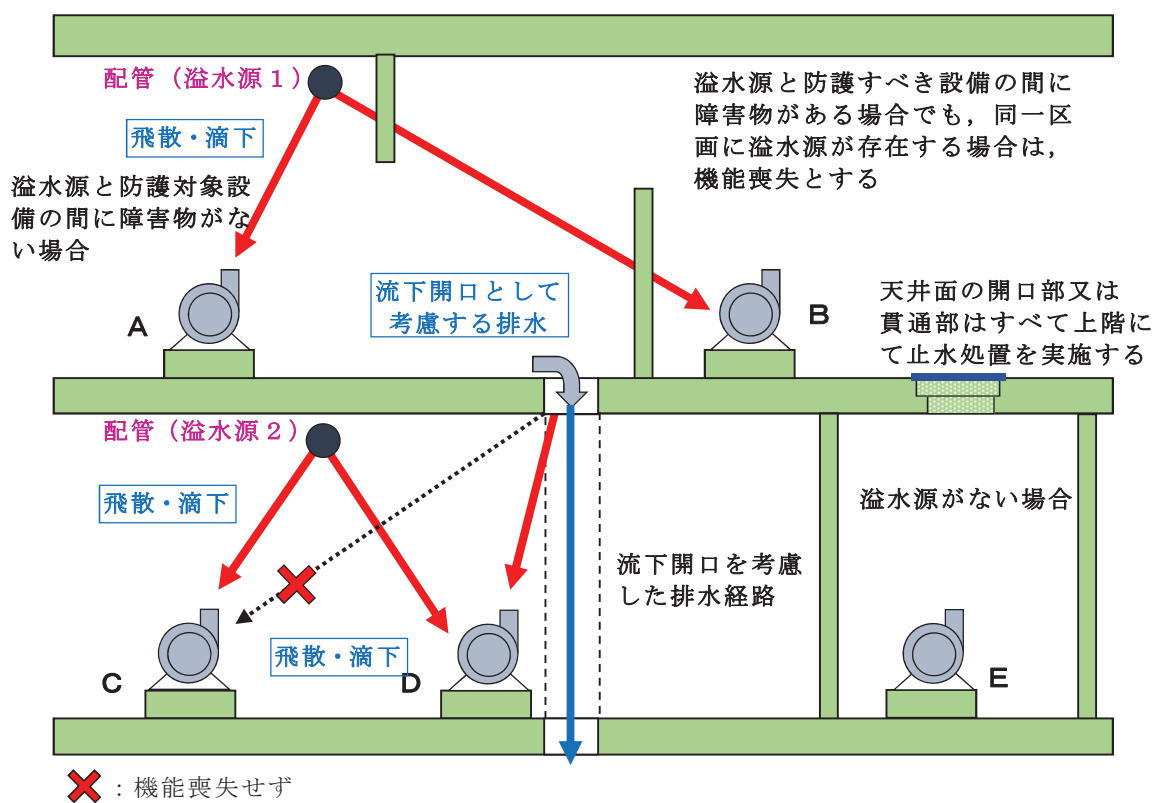 配管（溢水源１）
飛散・滴下
溢水源と防護対象設
備の間に障害物がな
い場合
溢水源と防護すべき設備の間に
障害物がある場合でも，同一区
画に溢水源が存在する場合は，
機能喪失とする
流下開口として
考慮する排水
A
B
天井面の開口部又は
貫通部はすべて上階に
て止水処置を実施する
配管（溢水源２）
飛散・滴下
溢水源がない場合
流下開口を考慮
した排水経路
飛散・滴下
C
D
E
：機能喪失せず